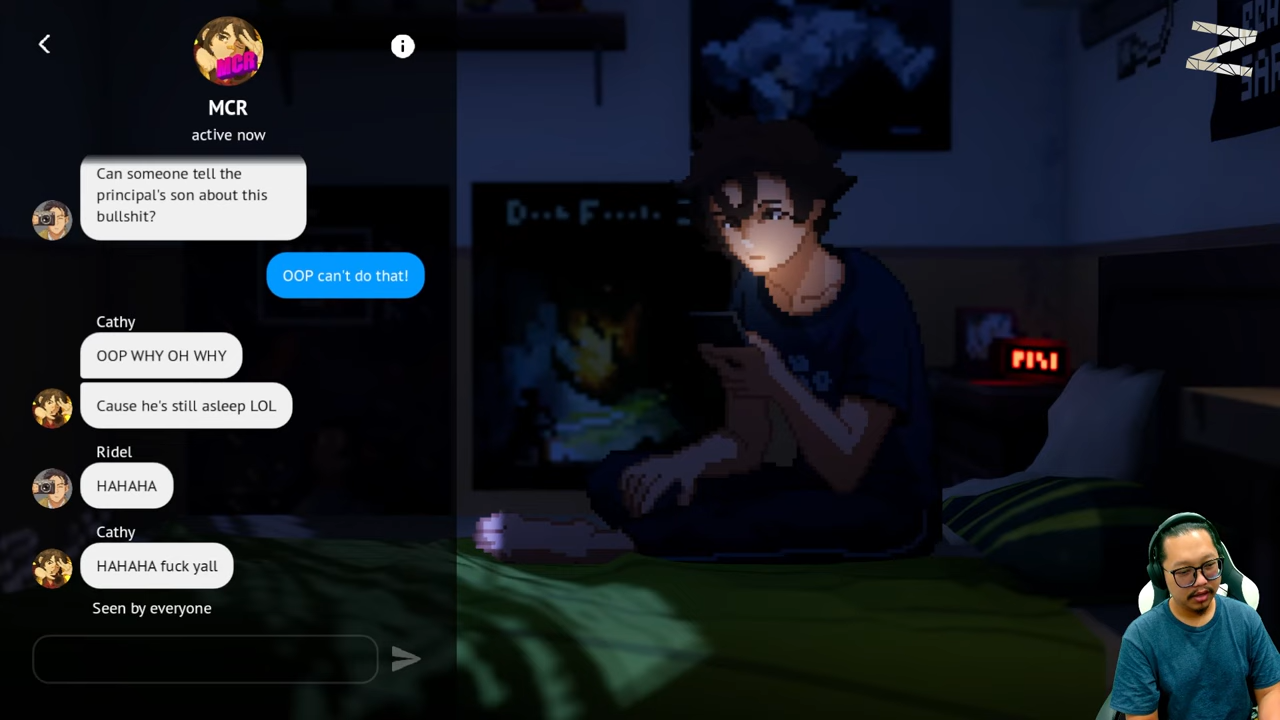 MCR
MCR
active now
Can someone tell the
principal's son about this
bullshit?
OOP can't do that!
Cathy
OOP WHY OH WHY
Cause he's still asleep LOL
Ridel
HAHAHA
Cathy
HAHAHA fuck yall
Seen by everyone